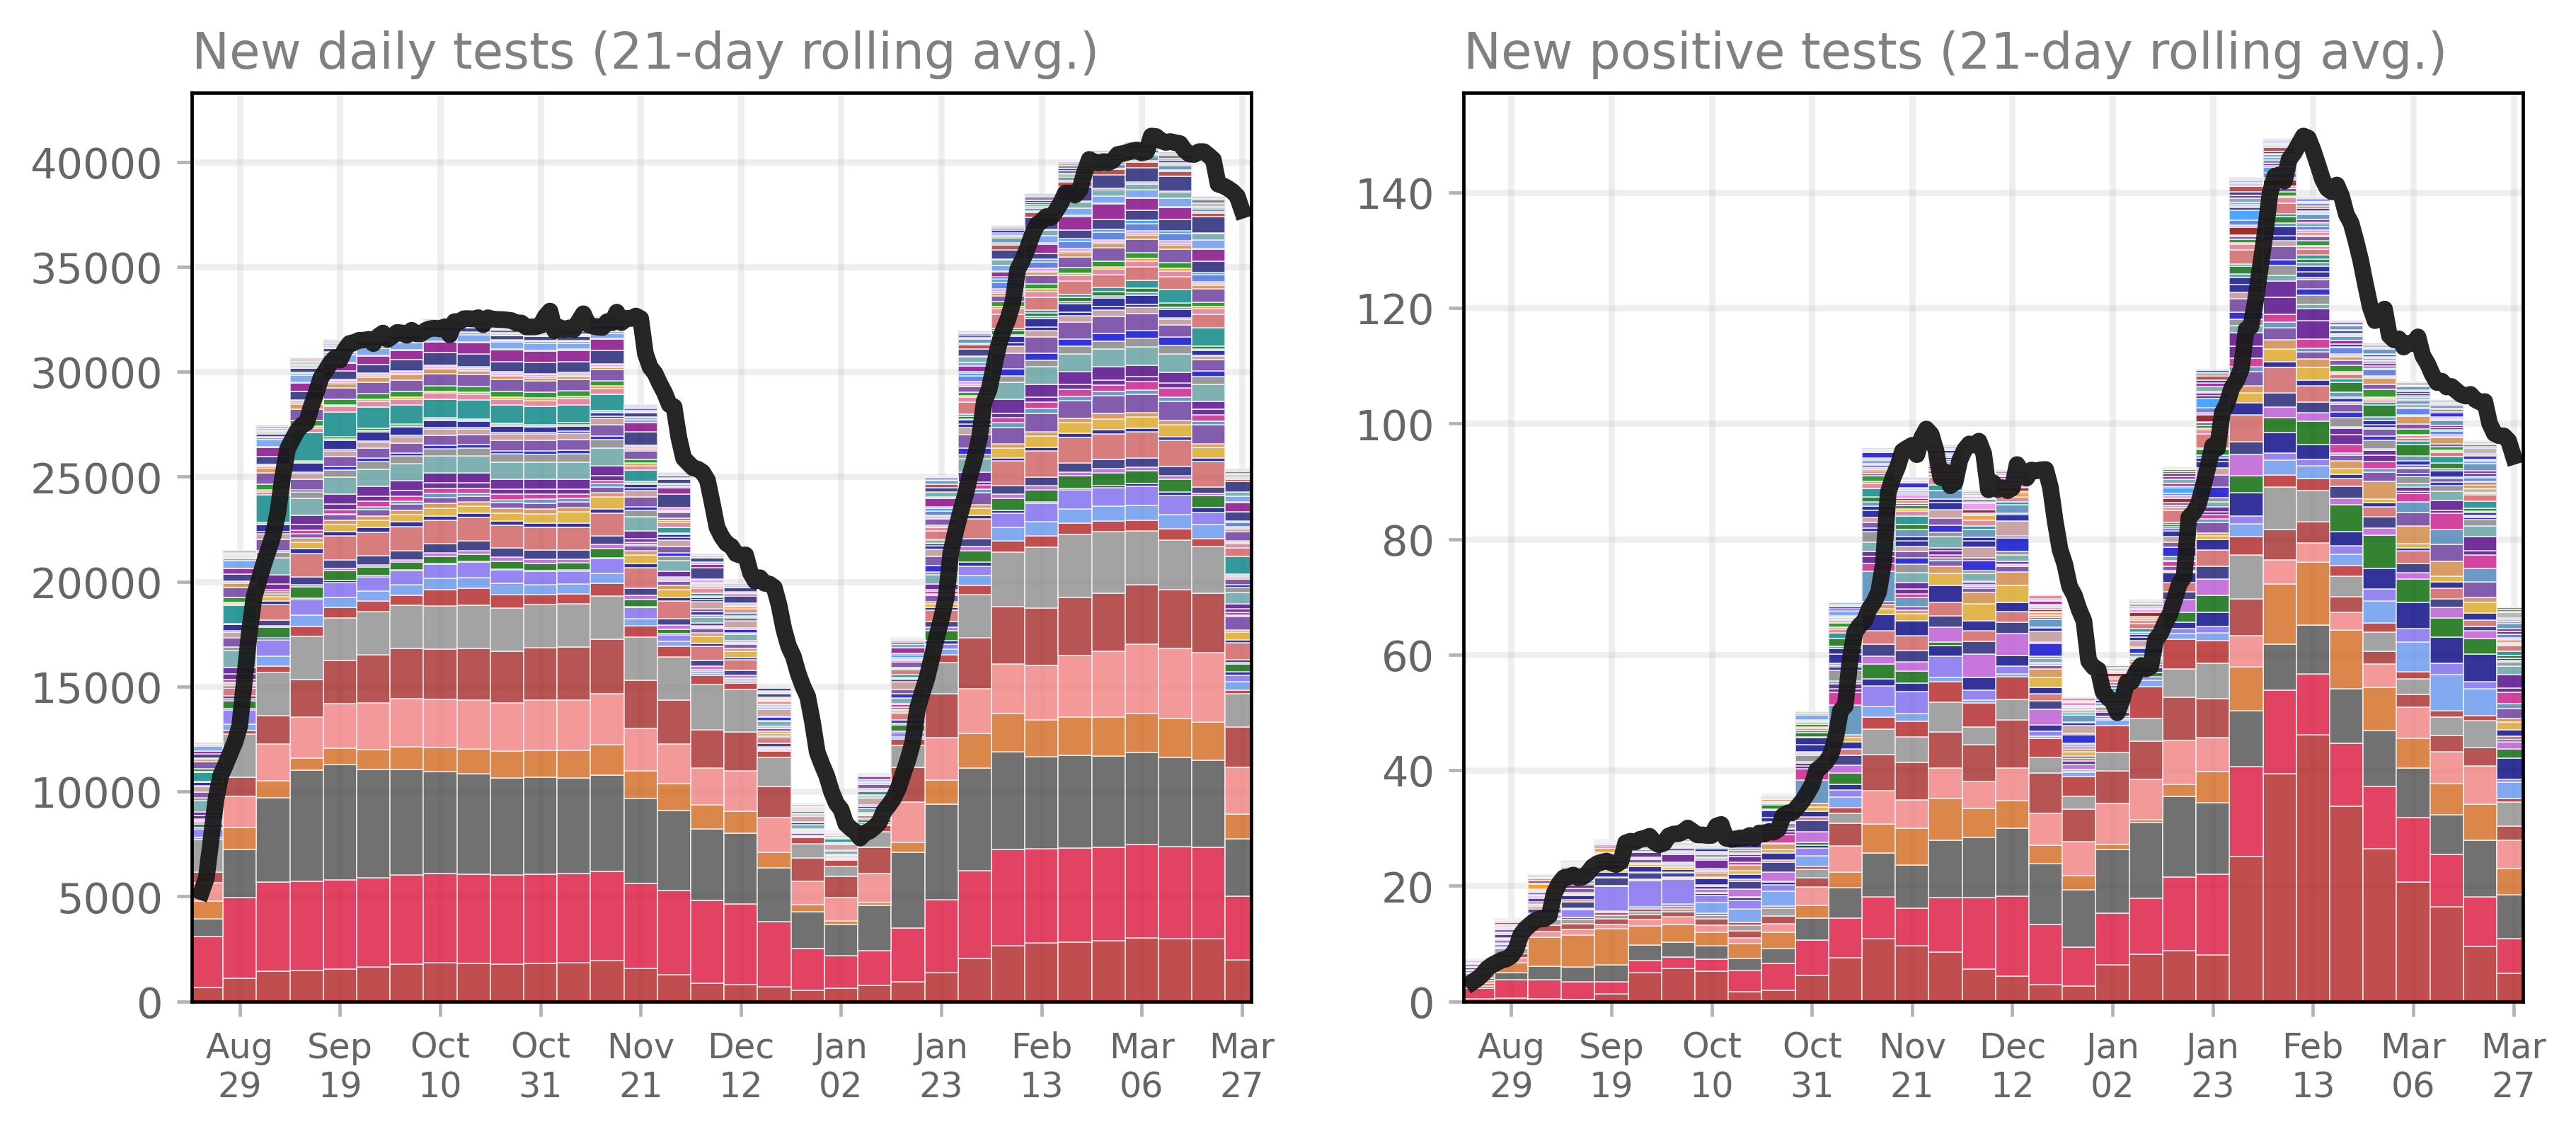 New daily tests (21-day rolling avg.)
40000
35000
30000
25000
20000
15000
10000
5000
0
Aug Sep Oct Oct Nov Dec Jan Jan Feb Mar Mar
29 19 10 31 21 12 02 23 13 06 27
New positive tests (21-day rolling avg.)
140
120
100
80
60
40
20
0
Aug Sep Oct Oct Nov Dec Jan Jan Feb Mar Mar
29 19 10 31 21 12 02 23 13 06 27